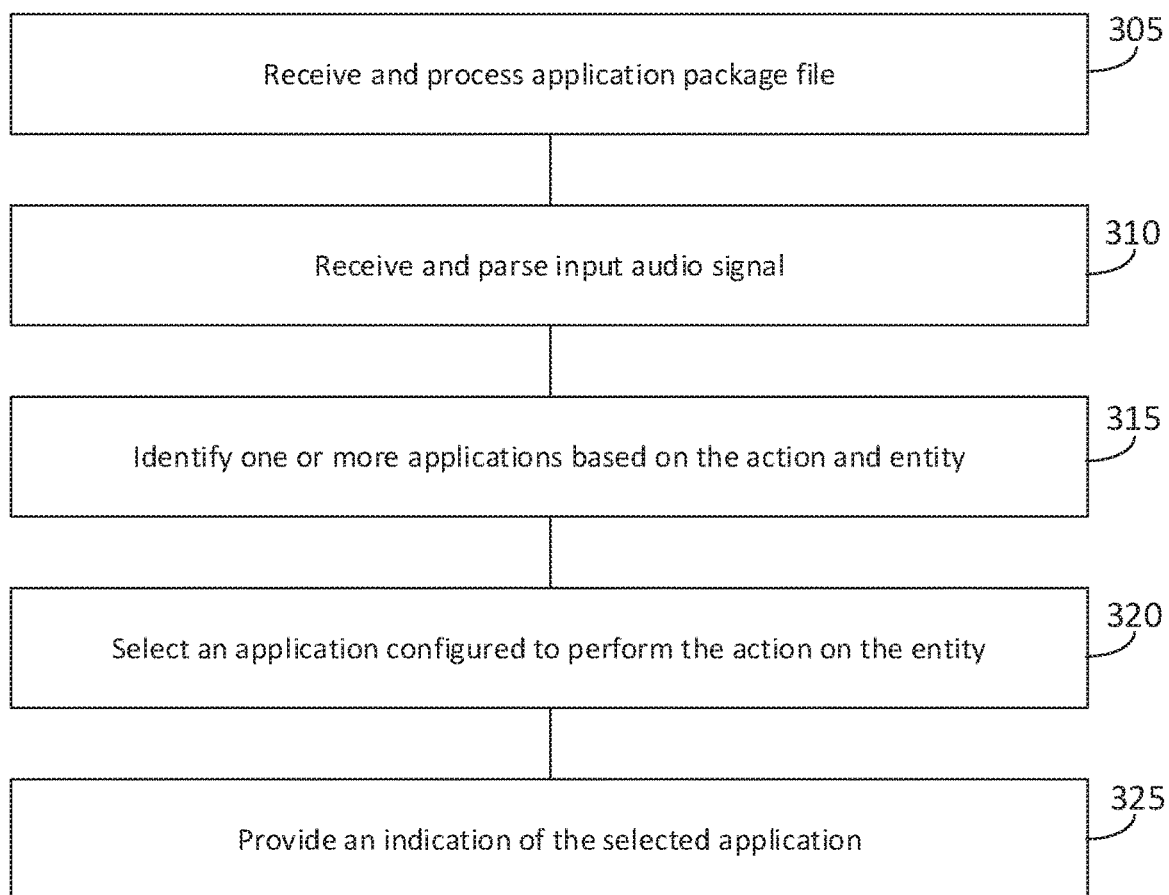 305
Receive and process application package file
310
Receive and parse input audio signal
315
Identify one or more applications based on the action and entity
320
Select an application configured to perform the action on the entity
325
Provide an indication of the selected application